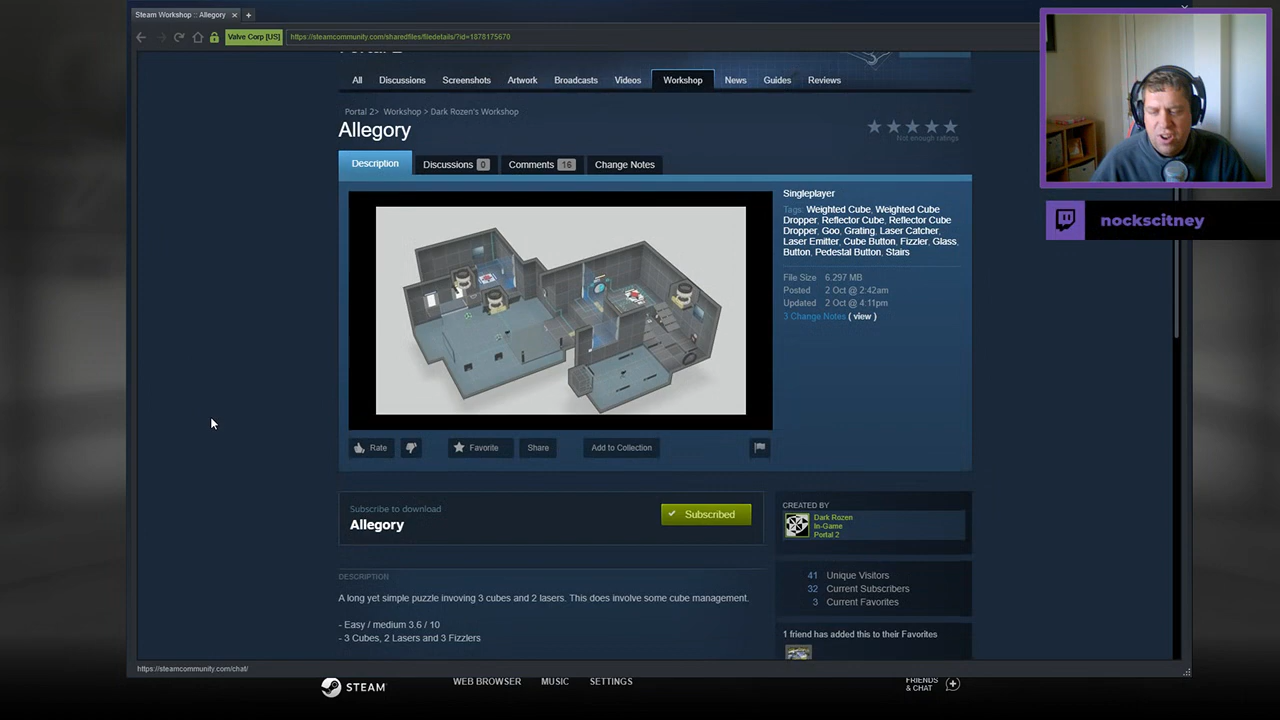 Steam Workshop :: Allegory
Valve Corp [US]
https://steamcommunity.com/sharedfiles/filedetails/?id=1878175670
All Discussions Screenshots Artwork Broadcasts Videos Workshop News Guides Reviews
Portal 2> Workshop > Dark Rozen's Workshop
Allegory
Not enough ratings
Description Discussions 0 Comments 16 Change Notes
Singleplayer
Tags: Weighted Cube, Weighted Cube
Dropper, Reflector Cube, Reflector Cube
Dropper, Goo, Grating, Laser Catcher,
Laser Emitter, Cube Button, Fizzler, Glass,
Button, Pedestal Button, Stairs
File Size 6.297 MB
Posted 2 Oct @ 2:42am
Updated 2 Oct @ 4:11pm
3 Change Notes ( view )
nockscitney
Rate Favorite Share Add to Collection
Subscribe to download
Allegory
Subscribed
CREATED BY
Dark Rozen
In-Game
Portal 2
DESCRIPTION
A long yet simple puzzle invoving 3 cubes and 2 lasers. This does involve some cube management.
- Easy / medium 3.6 / 10
- 3 Cubes, 2 Lasers and 3 Fizzlers
41 Unique Visitors
32 Current Subscribers
3 Current Favorites
1 friend has added this to their Favorites
https://steamcommunity.com/chat/
STEAM
WEB BROWSER MUSIC SETTINGS
FRIENDS
& CHAT